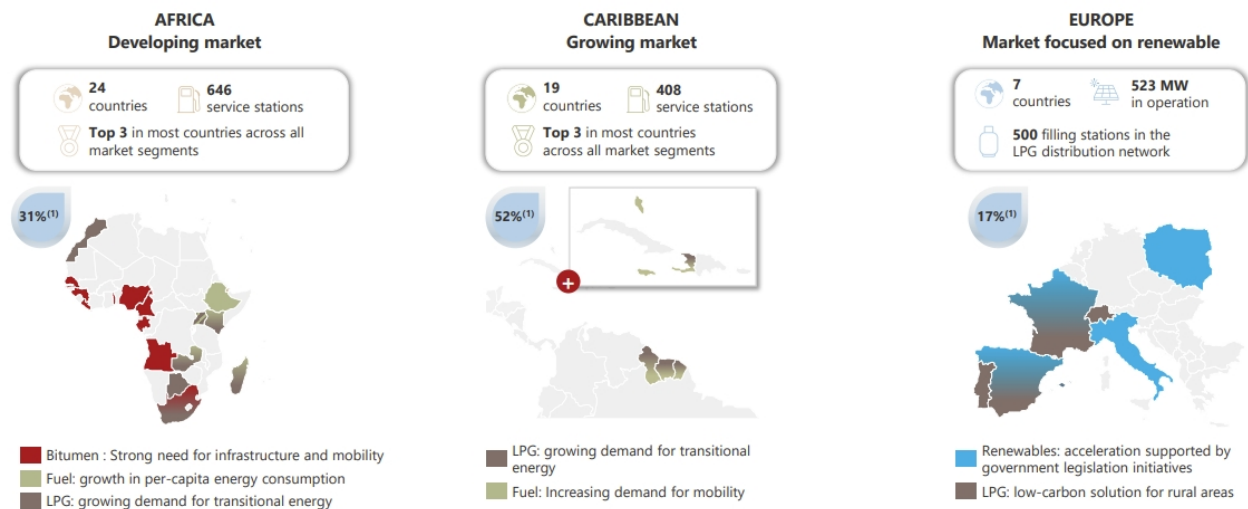 AFRICA
Developing market
24
countries
646
service stations
Top 3 in most countries across all
market segments
31%(1)
Bitumen : Strong need for infrastructure and mobility
Fuel: growth in per-capita energy consumption
LPG: growing demand for transitional energy
CARIBBEAN
Growing market
19
countries
408
service stations
Top 3 in most countries
across all market segments
52%(1)
+
LPG: growing demand for transitional
energy
Fuel: Increasing demand for mobility
EUROPE
Market focused on renewable
7
countries
523 MW
in operation
500 filling stations in the
LPG distribution network
17%(1)
Renewables: acceleration supported by
government legislation initiatives
LPG: low-carbon solution for rural areas